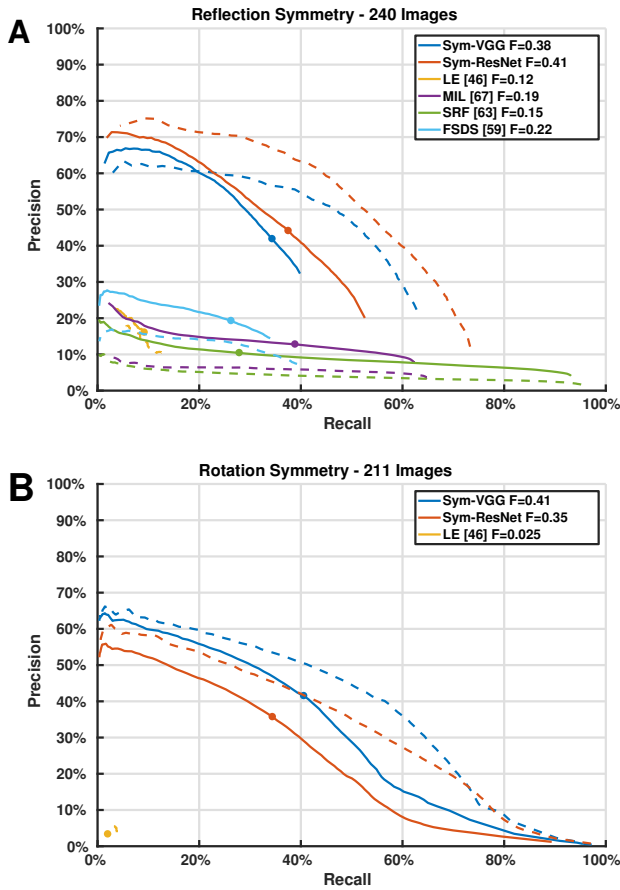 A
Reflection Symmetry - 240 Images
Sym-VGG F=0.38
Sym-ResNet F=0.41
LE [46] F=0.12
MIL [67] F=0.19
SRF [63] F=0.15
FSDS [59] F=0.22
100%
90%
80%
70%
60%
50%
40%
30%
20%
10%
0%
Precision
0% 20% 40% 60% 80% 100%
Recall
B
Rotation Symmetry - 211 Images
Sym-VGG F=0.41
Sym-ResNet F=0.35
LE [46] F=0.025
100%
90%
80%
70%
60%
50%
40%
30%
20%
10%
0%
Precision
0% 20% 40% 60% 80% 100%
Recall